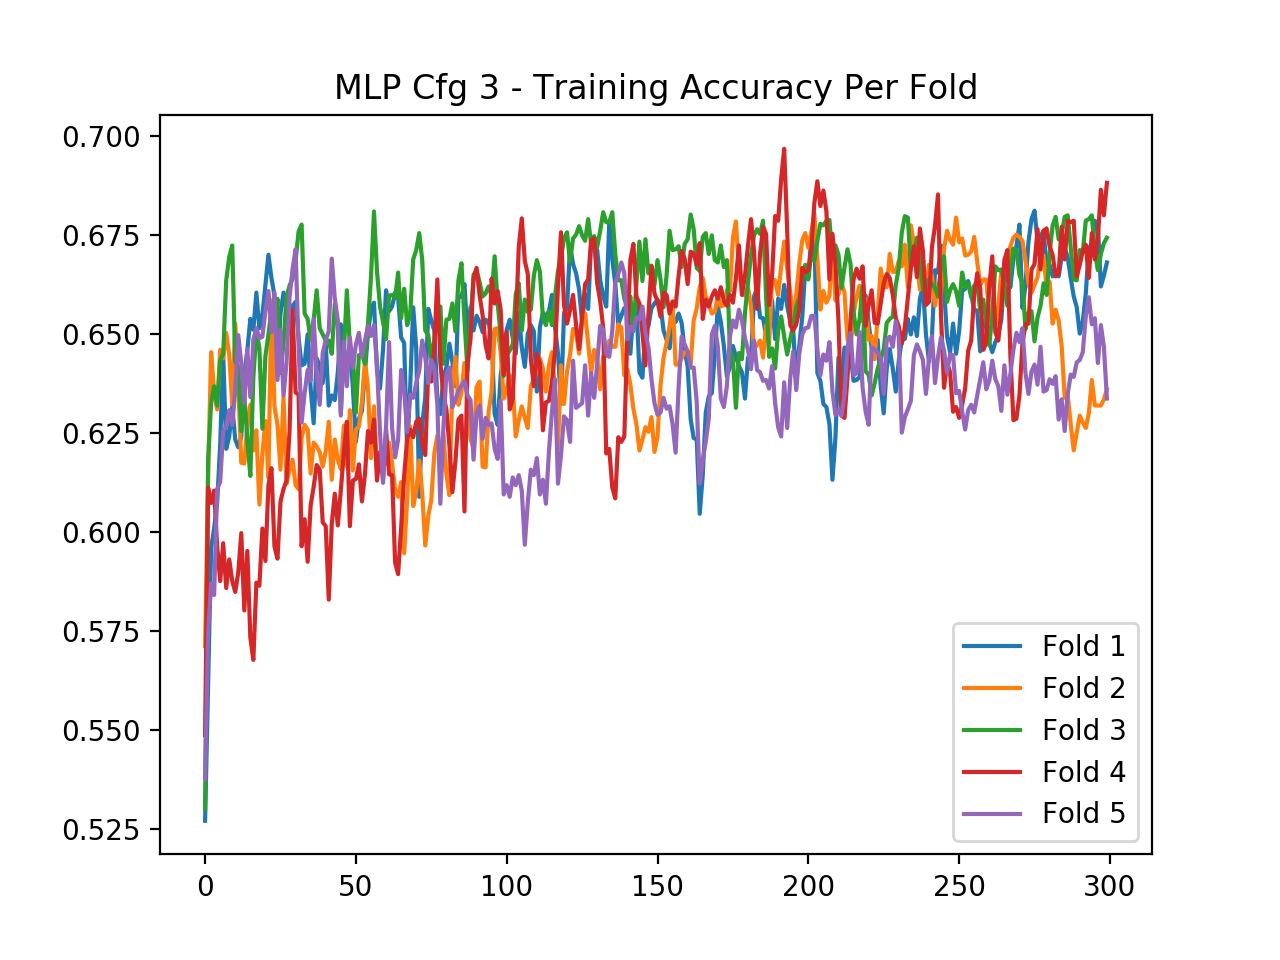 MLP Cfg 3 - Training Accuracy Per Fold
0.700
0.675
0.650
0.625
0.600
0.575
0.550
0.525
0 50 100 150 200 250 300
Fold 1
Fold 2
Fold 3
Fold 4
Fold 5